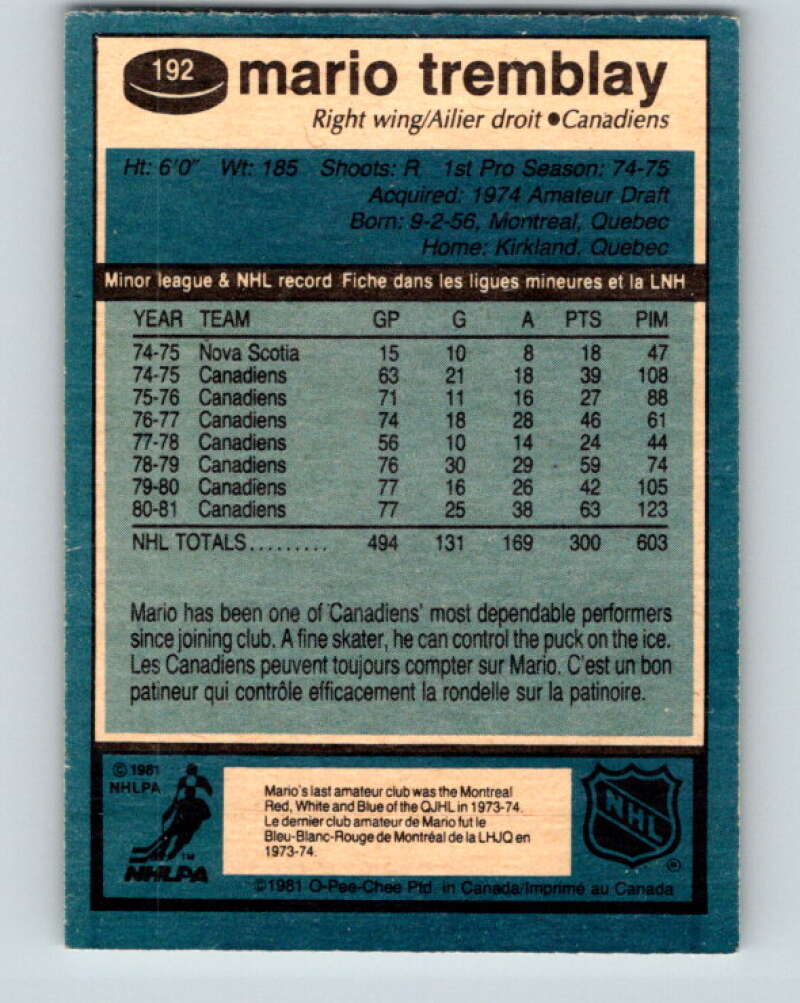 192 mario tremblay
Right wing/Ailier droit ●Canadiens
Ht: 6'0" Wt: 185 Shoots: R 1st Pro Season: 74-75
Acquired: 1974 Amateur Draft
Born: 9-2-56, Montreal, Quebec
Home: Kirkland, Quebec
Minor league & NHL record Fiche dans les ligues mineures et la LNH
YEAR TEAM GP G A PTS PIM
74-75 Nova Scotia 15 10 8 18 47
74-75 Canadiens 63 21 18 39 108
75-76 Canadiens 71 11 16 27 88
76-77 Canadiens 74 18 28 46 61
77-78 Canadiens 56 10 14 24 44
78-79 Canadiens 76 30 29 59 74
79-80 Canadiens 77 16 26 42 105
80-81 Canadiens 77 25 38 63 123
NHL TOTALS......... 494 131 169 300 603
Mario has been one of Canadiens' most dependable performers
since joining club. A fine skater, he can control the puck on the ice.
Les Canadiens peuvent toujours compter sur Mario. C'est un bon
patineur qui contrôle efficacement la rondelle sur la patinoire.
© 1981
NHLPA
TM
NHLPA
Mario's last amateur club was the Montreal
Red, White and Blue of the QJHL in 1973-74.
Le dernier club amateur de Mario fut le
Bleu-Blanc-Rouge de Montréal de la LHJQ en
1973-74.
NHL
®
©1981 O-Pee-Chee Ptd. in Canada/Imprimé au Canada